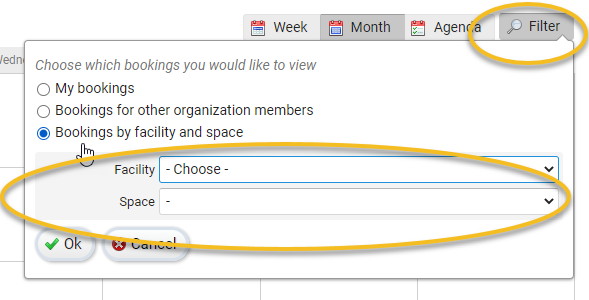 Week Month Agenda Filter
Choose which bookings you would like to view
My bookings
Bookings for other organization members
Bookings by facility and space
Facility - Choose -
Space -
Ok Cancel